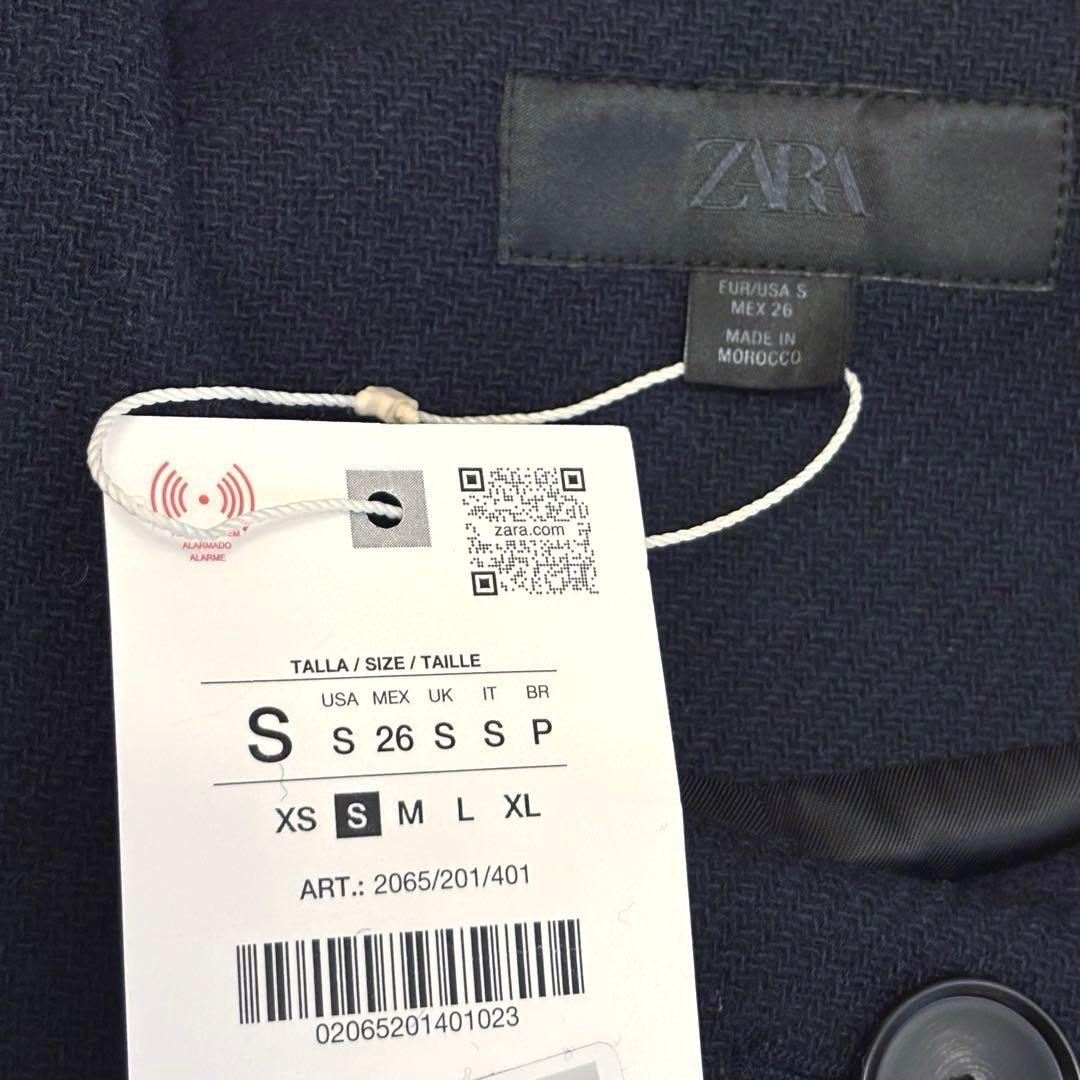 ZARA
EUR/USA S
MEX 26
MADE IN
MOROCCO
zara.com
ALARMADO
ALARME
TALLA / SIZE / TAILLE
USA MEX UK IT BR
S S 26 S S P
XS S M L XL
ART.: 2065/201/401
02065201401023